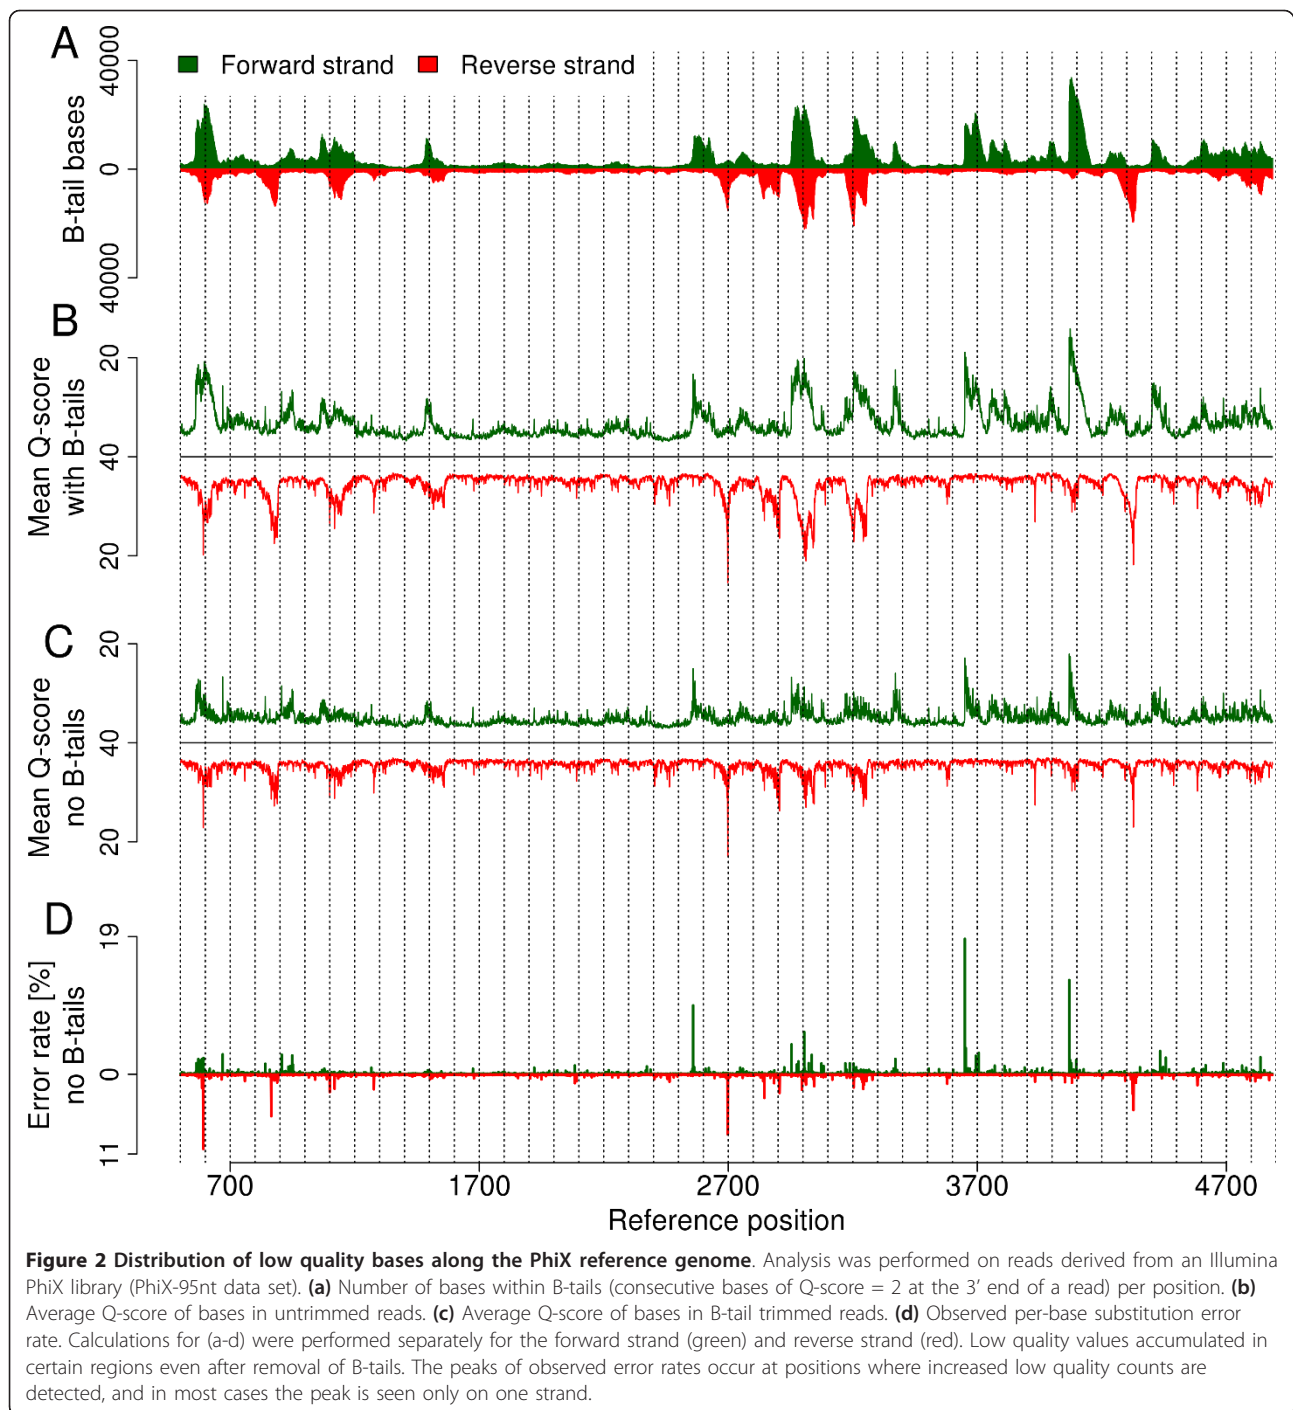 A
Forward strand
Reverse strand
B-tail bases
40000
0
40000
B
Mean Q-score
with B-tails
20
40
20
C
Mean Q-score
no B-tails
20
40
20
D
Error rate [%]
no B-tails
19
0
11
700 1700 2700 3700 4700
Reference position
Figure 2 Distribution of low quality bases along the PhiX reference genome. Analysis was performed on reads derived from an Illumina
PhiX library (PhiX-95nt data set). (a) Number of bases within B-tails (consecutive bases of Q-score = 2 at the 3’ end of a read) per position. (b)
Average Q-score of bases in untrimmed reads. (c) Average Q-score of bases in B-tail trimmed reads. (d) Observed per-base substitution error
rate. Calculations for (a-d) were performed separately for the forward strand (green) and reverse strand (red). Low quality values accumulated in
certain regions even after removal of B-tails. The peaks of observed error rates occur at positions where increased low quality counts are
detected, and in most cases the peak is seen only on one strand.